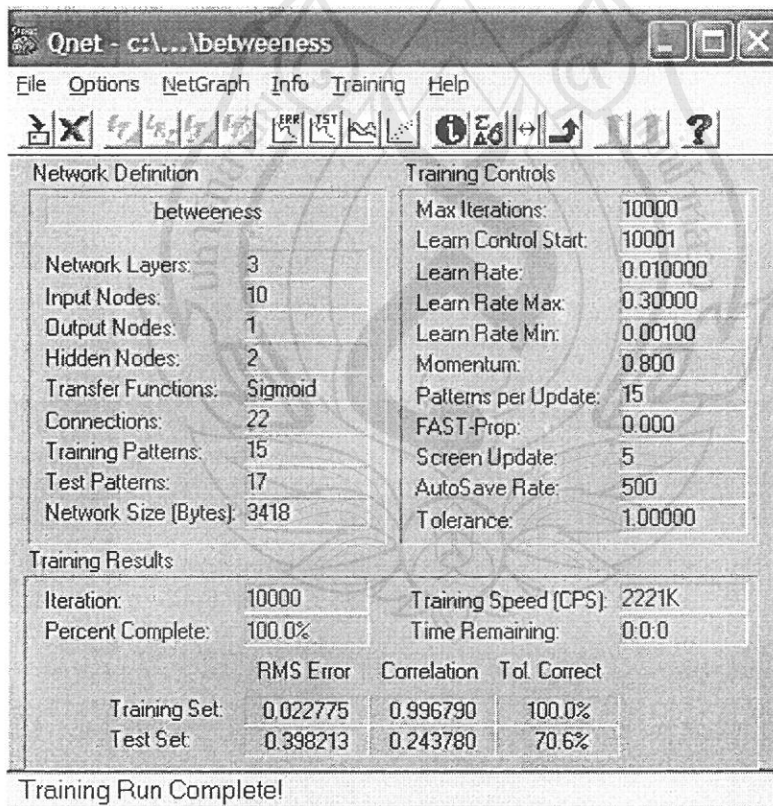 Qnet - c:\...\betweeness
File Options NetGraph Info Training Help
ERR TST
Network Definition
betweeness
Network Layers: 3
Input Nodes: 10
Output Nodes: 1
Hidden Nodes: 2
Transfer Functions: Sigmoid
Connections: 22
Training Patterns: 15
Test Patterns: 17
Network Size (Bytes): 3418
Training Controls
Max Iterations: 10000
Learn Control Start: 10001
Learn Rate: 0.010000
Learn Rate Max: 0.30000
Learn Rate Min: 0.00100
Momentum: 0.800
Patterns per Update: 15
FAST-Prop: 0.000
Screen Update: 5
AutoSave Rate: 500
Tolerance: 1.00000
Training Results
Iteration: 10000
Percent Complete: 100.0%
Training Speed (CPS): 2221K
Time Remaining: 0:0:0
RMS Error Correlation Tol. Correct
Training Set: 0.022775 0.996790 100.0%
Test Set: 0.398213 0.243780 70.6%
Training Run Complete!